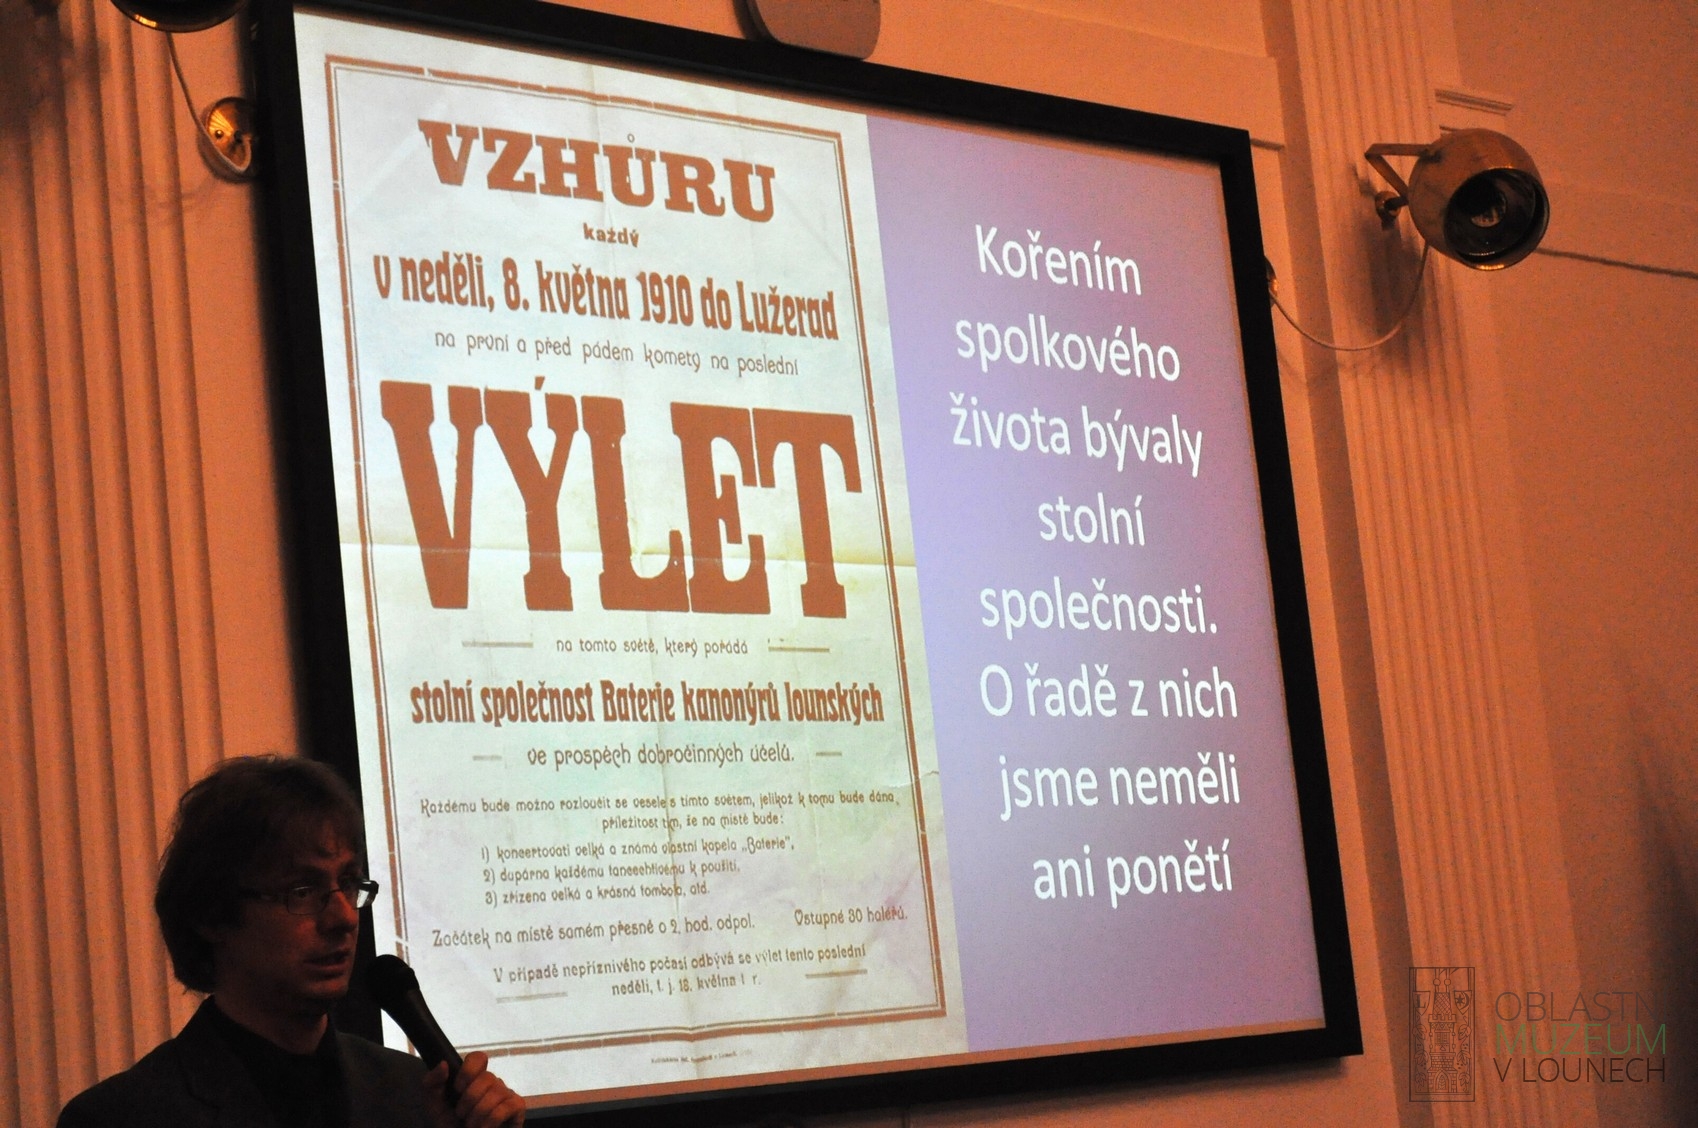 VZHŮRU
každý
v neděli, 8. května 1910 do Lužerad
na první a před pádem komety na poslední
VÝLET
na tomto světě, který pořádá
stolní společnost Baterie kanonýrů lounských
ve prospěch dobročinných účelů.
Každému bude možno rozloučit se vesele s tímto světem, jelikož k tomu bude dána
příležitost tím, že na místě bude:
1) koncertovati velká a známá vlastní kapela „Baterie",
2) dupárna každému tanecchtivému k použití,
3) zřízena velká a krásná tombola, atd.
Začátek na místě samém přesně o 2. hod. odpol. Vstupné 30 haléřů.
V případě nepříznivého počasí odbývá se výlet tento poslední
neděli, t. j. 18. května t. r.
Kořením
spolkového
života bývaly
stolní
společnosti.
O řadě z nich
jsme neměli
ani ponětí
OBLASTN
MUZEUM
V LOUNECH